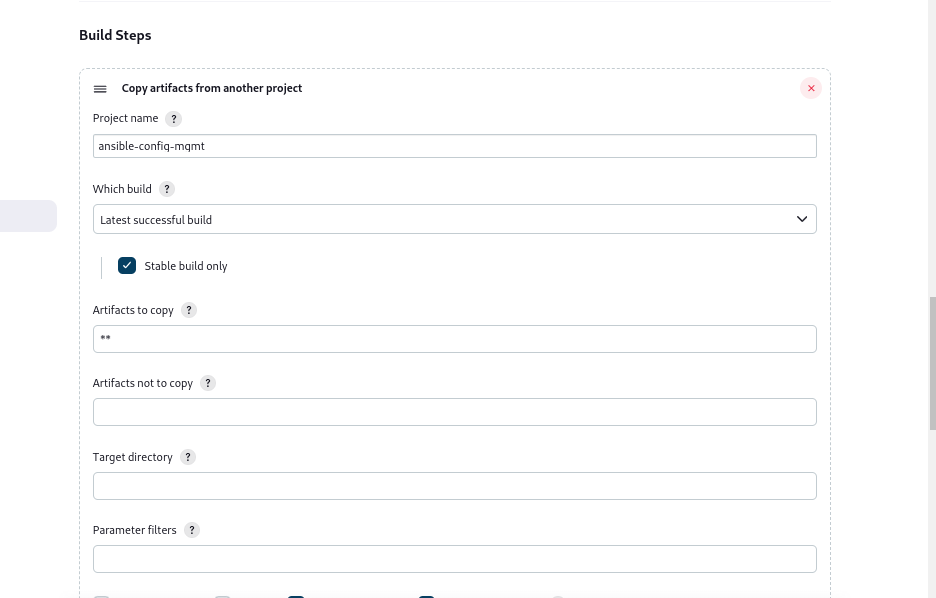 Build Steps
Copy artifacts from another project
Project name ?
ansible-config-mgmt
Which build ?
Latest successful build
Stable build only
Artifacts to copy ?
**
Artifacts not to copy ?
Target directory ?
Parameter filters ?